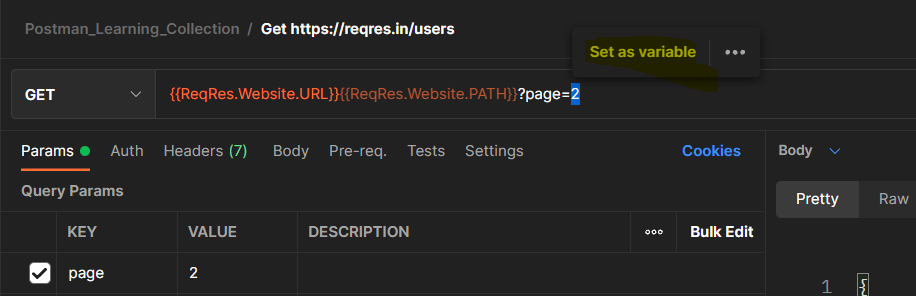 Postman_Learning_Collection / Get https://reqres.in/users
Set as variable
GET {{ReqRes.Website.URL}}{{ReqRes.Website.PATH}}?page=2
Params Auth Headers (7) Body Pre-req. Tests Settings Cookies Body
Query Params
Pretty Raw
KEY VALUE DESCRIPTION Bulk Edit
page 2
1 {